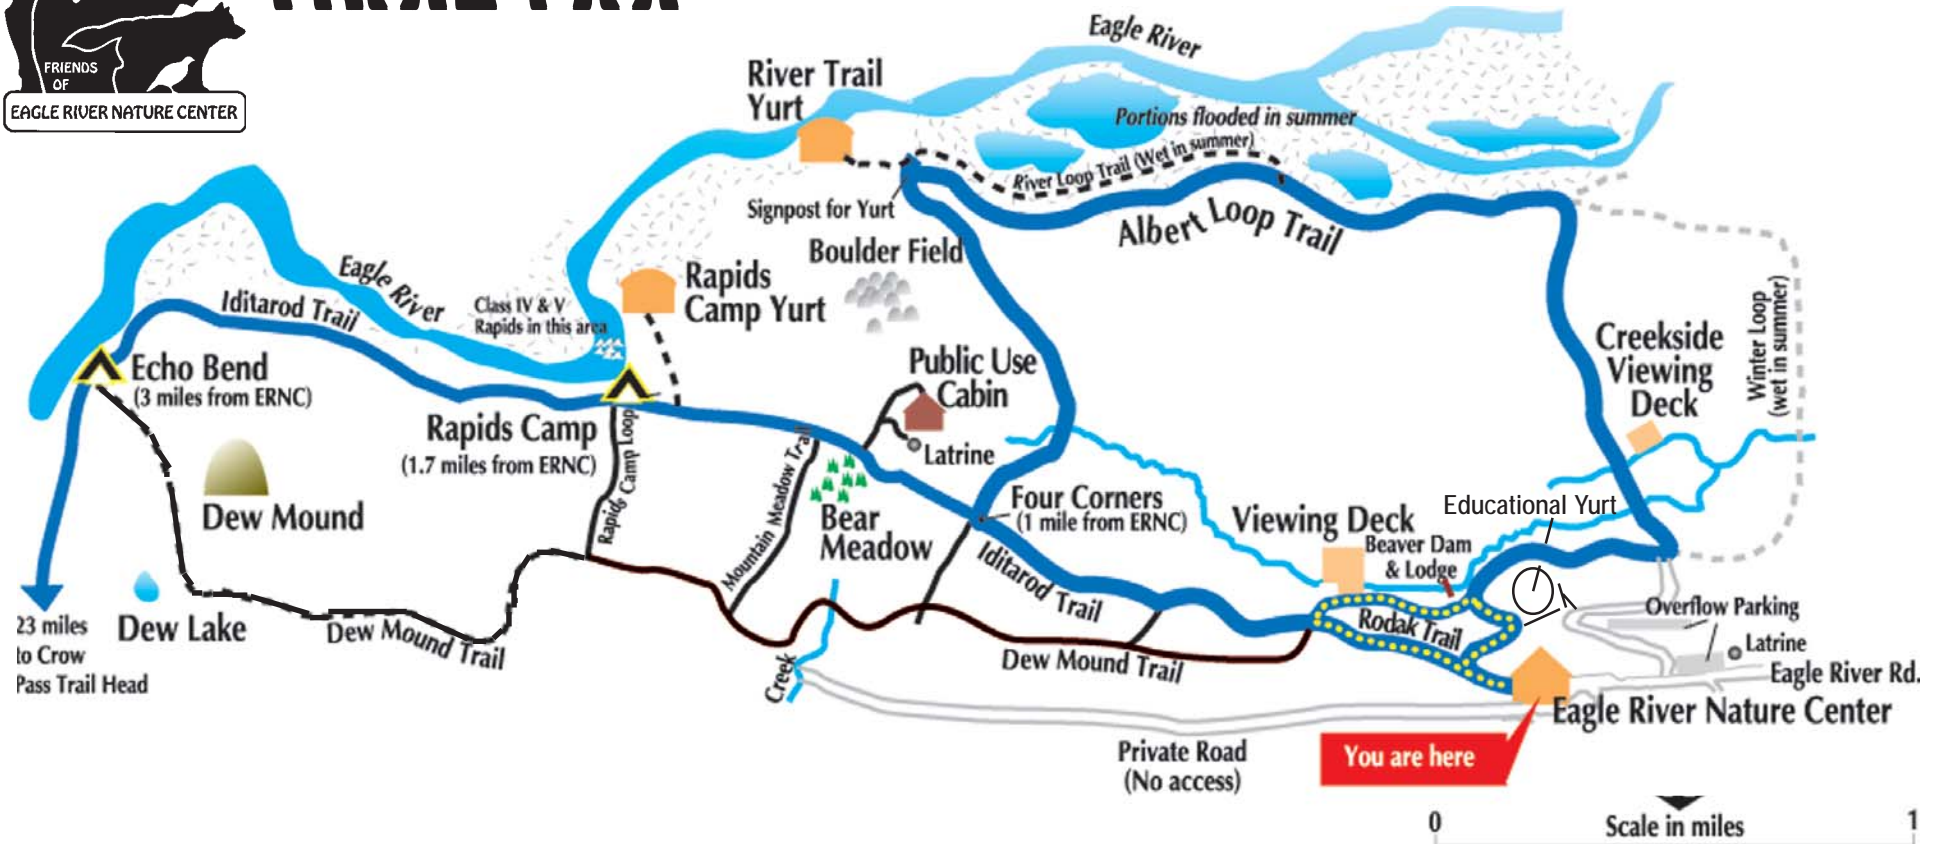 FRIENDS
OF
EAGLE RIVER NATURE CENTER
Eagle River
River Trail
Yurt
Portions flooded in summer
River Loop Trail (Wet in summer)
Signpost for Yurt
Albert Loop Trail
Boulder Field
Eagle River
Iditarod Trail
Class IV & V
Rapids in this area
Rapids
Camp Yurt
Winter Loop
(wet in summer)
Creekside
Viewing
Deck
Echo Bend
(3 miles from ERNC)
Public Use
Cabin
Rapids Camp
(1.7 miles from ERNC)
Rapids Camp Loop
Mountain Meadow Trail
Latrine
Dew Mound
Bear
Meadow
Four Corners
(1 mile from ERNC)
Viewing Deck
Educational Yurt
Beaver Dam
& Lodge
Iditarod Trail
Rodak Trail
Overflow Parking
Latrine
23 miles
to Crow
Pass Trail Head
Dew Lake
Dew Mound Trail
Creek
Dew Mound Trail
Eagle River Rd.
Eagle River Nature Center
Private Road
(No access)
You are here
0 1
Scale in miles